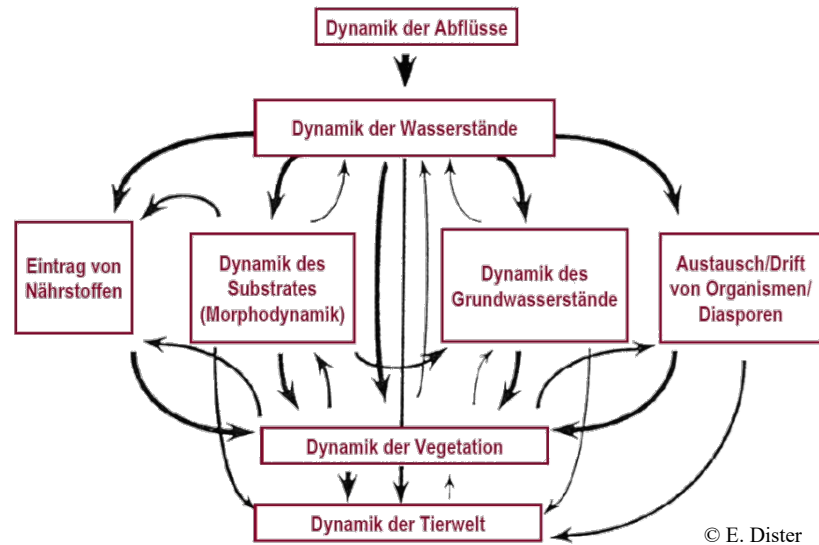 Dynamik der Abflüsse
Dynamik der Wasserstände
Eintrag von
Nährstoffen
Dynamik des
Substrates
(Morphodynamik)
Dynamik des
Grundwasserstände
Austausch/Drift
von Organismen/
Diasporen
Dynamik der Vegetation
Dynamik der Tierwelt
© E. Dister